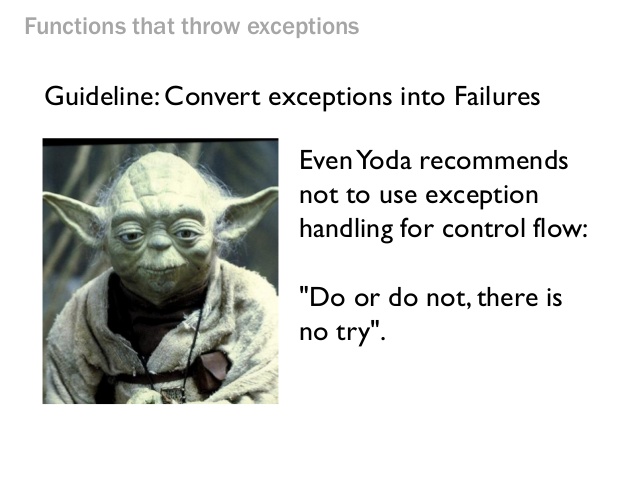 Functions that throw exceptions
Guideline: Convert exceptions into Failures
Even Yoda recommends
not to use exception
handling for control flow:
"Do or do not, there is
no try".